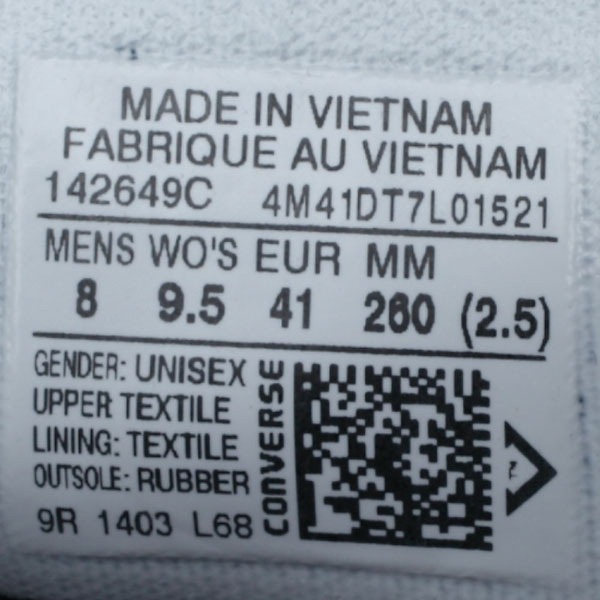 MADE IN VIETNAM
FABRIQUE AU VIETNAM
142649C 4M41DT7L01521
MENS WO'S EUR MM
8 9.5 41 260 (2.5)
GENDER: UNISEX
UPPER TEXTILE
LINING: TEXTILE
OUTSOLE: RUBBER
9R 1403 L68
CONVERSE